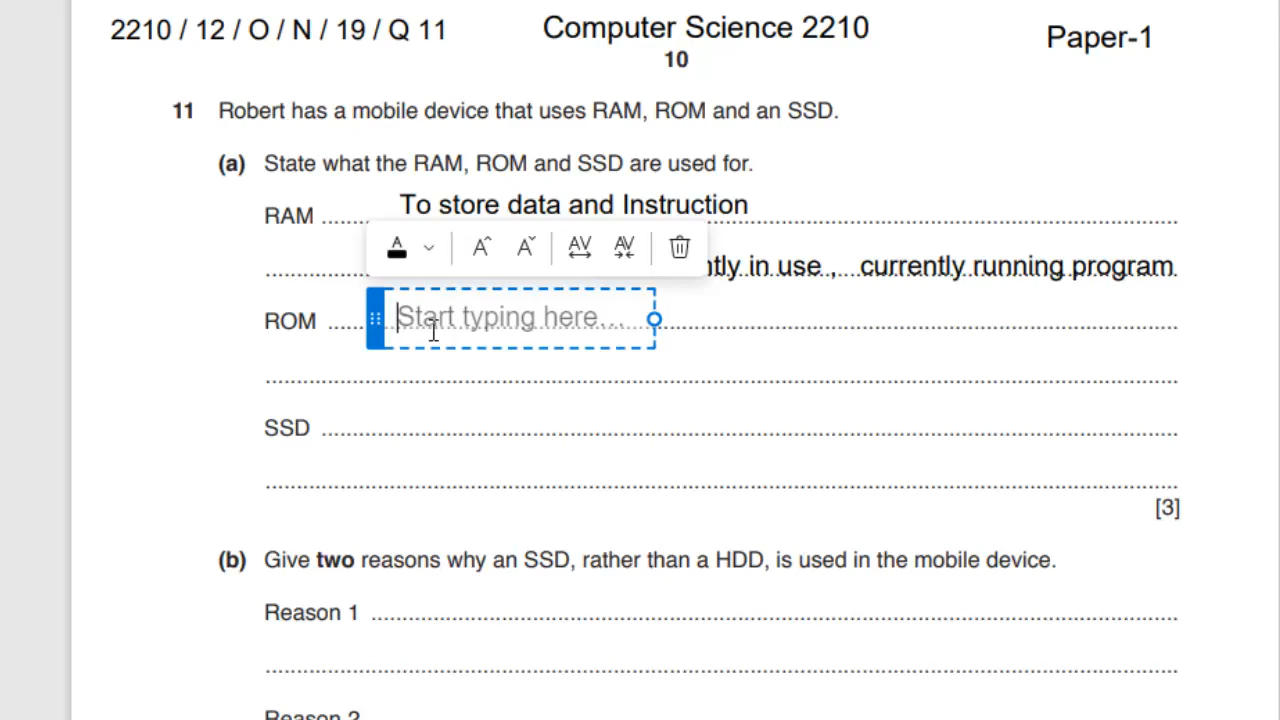 2210 / 12 / O / N / 19 / Q 11 Computer Science 2210 Paper-1
10
11 Robert has a mobile device that uses RAM, ROM and an SSD.
(a) State what the RAM, ROM and SSD are used for.
RAM To store data and Instruction
in use , currently running program
ROM Start typing here...
SSD
[3]
(b) Give two reasons why an SSD, rather than a HDD, is used in the mobile device.
Reason 1
Reason 2